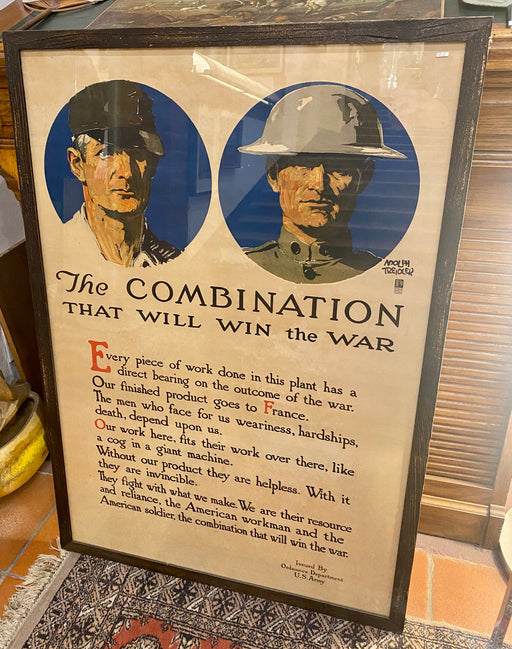 ADOLPH
TREIDLER
The COMBINATION
THAT WILL WIN the WAR
Every piece of work done in this plant has a
direct bearing on the outcome of the war.
Our finished product goes to France.
The men who face for us weariness, hardships,
death, depend upon us.
Our work here, fits their work over there, like
a cog in a giant machine.
Without our product they are helpless. With it
they are invincible.
They fight with what we make. We are their resource
and reliance, the American workman and the
American soldier, the combination that will win the war.
Issued By
Ordnance Department
U.S. Army